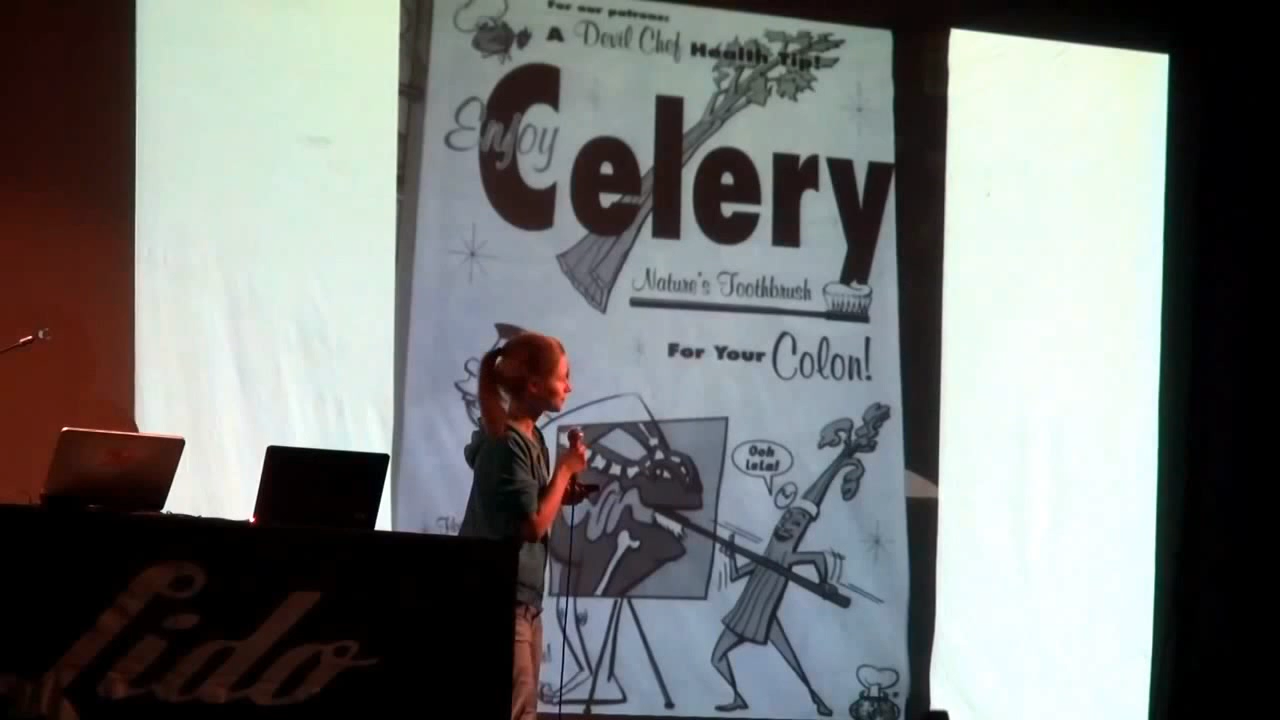 For our patrons:
A Devil Chef Health Tip!
Enjoy
Celery
Nature's Toothbrush
For Your Colon!
Ooh
LaLa!
Lido